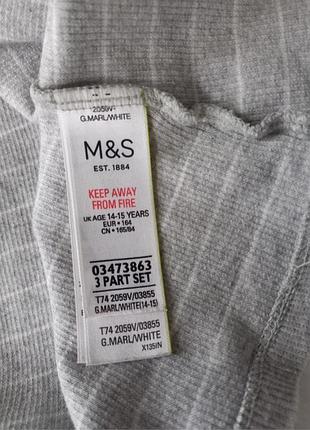 -2059V-
G.MARL/WHITE
M&S
EST. 1884
KEEP AWAY
FROM FIRE
UK AGE 14-15 YEARS
EUR • 164
CN • 165/84
03473863
3 PART SET
T74 2059V/03855
G.MARL/WHITE(14-15)
T74 2059V/03855
G.MARL/WHITE
X135IN